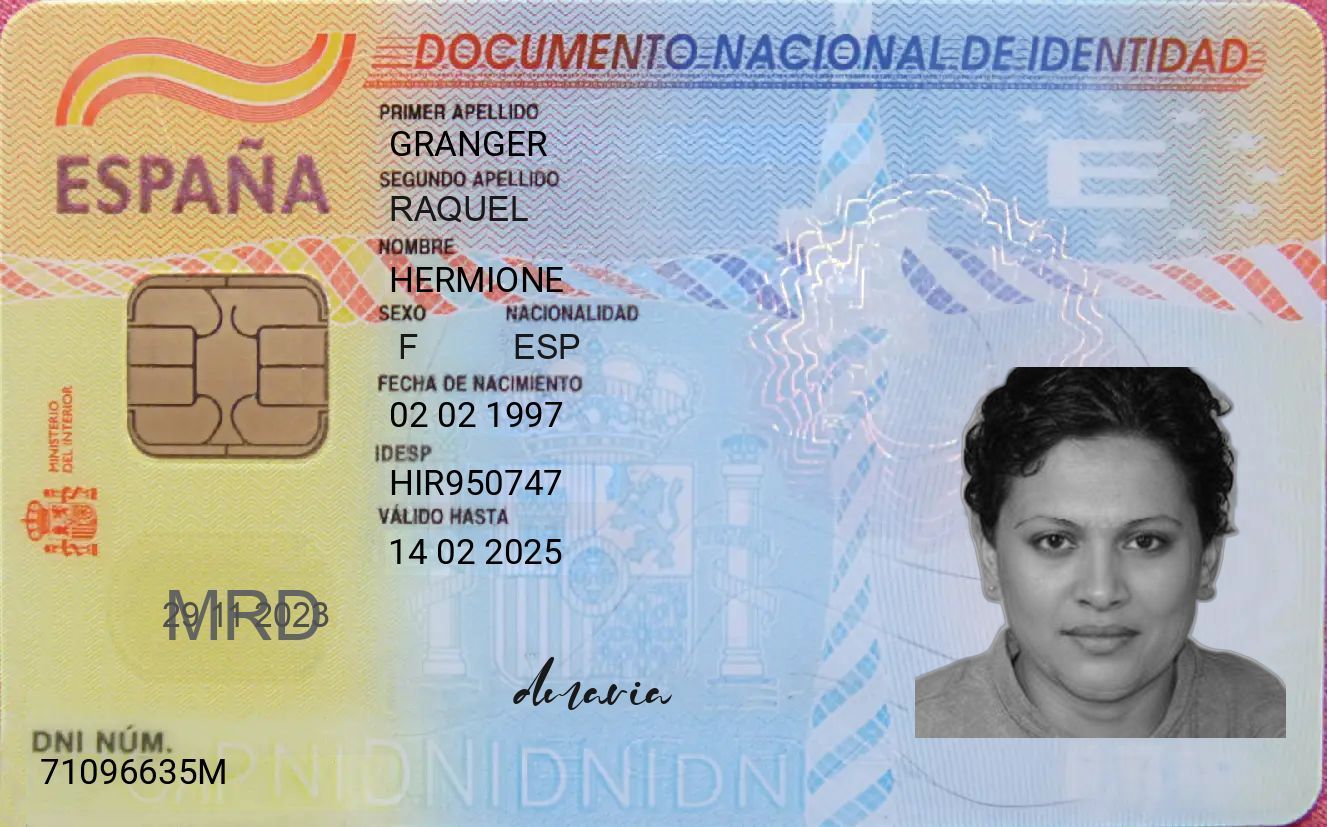 DOCUMENTO NACIONAL DE IDENTIDAD
ESPAÑA
PRIMER APELLIDO
GRANGER
SEGUNDO APELLIDO
RAQUEL
NOMBRE
HERMIONE
SEXO NACIONALIDAD
F ESP
FECHA DE NACIMIENTO
02 02 1997
IDESP
HIR950747
VÁLIDO HASTA
14 02 2025
MINISTERIO
DEL INTERIOR
E
29 11 2023
MRD
DNI NÚM.
71096635M